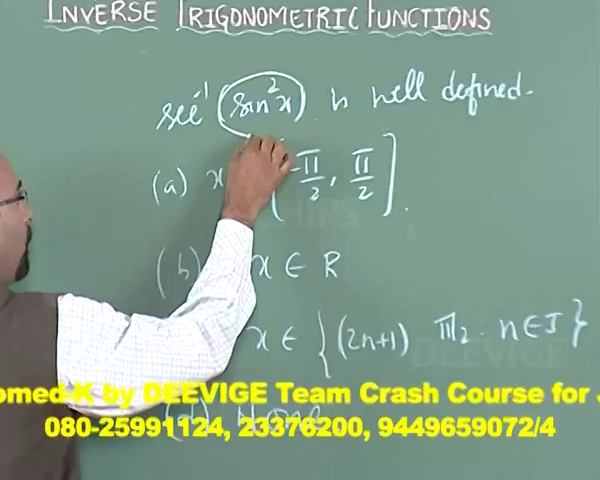 INVERSE TRIGONOMETRIC FUNCTIONS
sec⁻¹ (sin²x) is well defined.
(a) x [-π/2, π/2].
(b) x ∈ R.
x ∈ {(2n+1) π/2. n ∈ I}
(d) None
omed-K by DEEVIGE Team Crash Course for J
080-25991124, 23376200, 9449659072/4